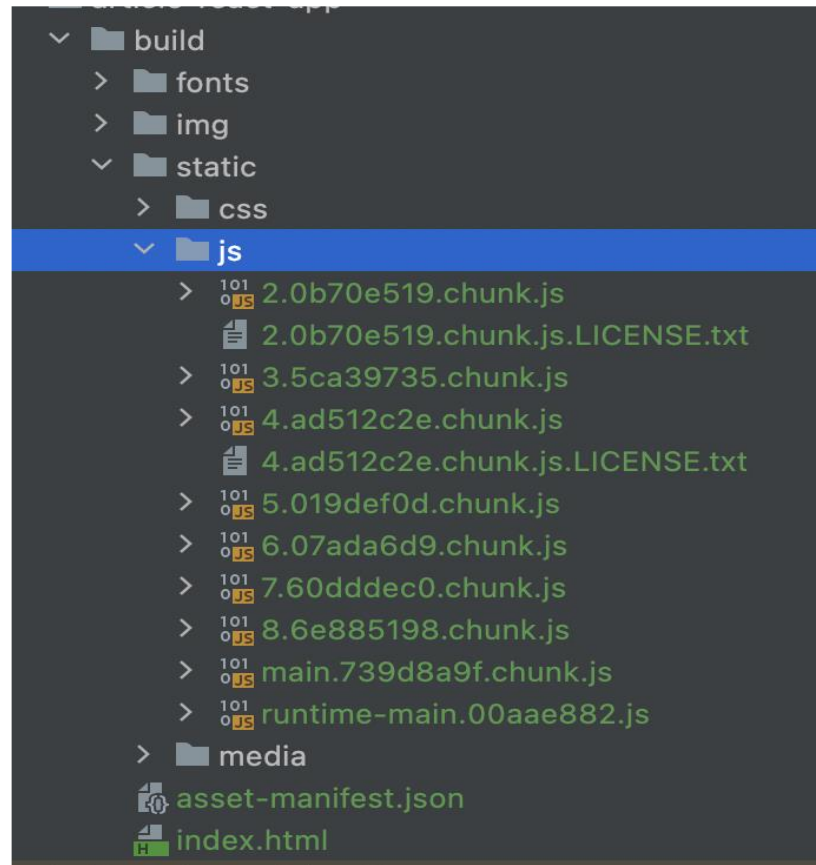 article-react-app
build
fonts
img
static
css
js
2.0b70e519.chunk.js
2.0b70e519.chunk.js.LICENSE.txt
3.5ca39735.chunk.js
4.ad512c2e.chunk.js
4.ad512c2e.chunk.js.LICENSE.txt
5.019def0d.chunk.js
6.07ada6d9.chunk.js
7.60dddec0.chunk.js
8.6e885198.chunk.js
main.739d8a9f.chunk.js
runtime-main.00aae882.js
media
asset-manifest.json
index.html